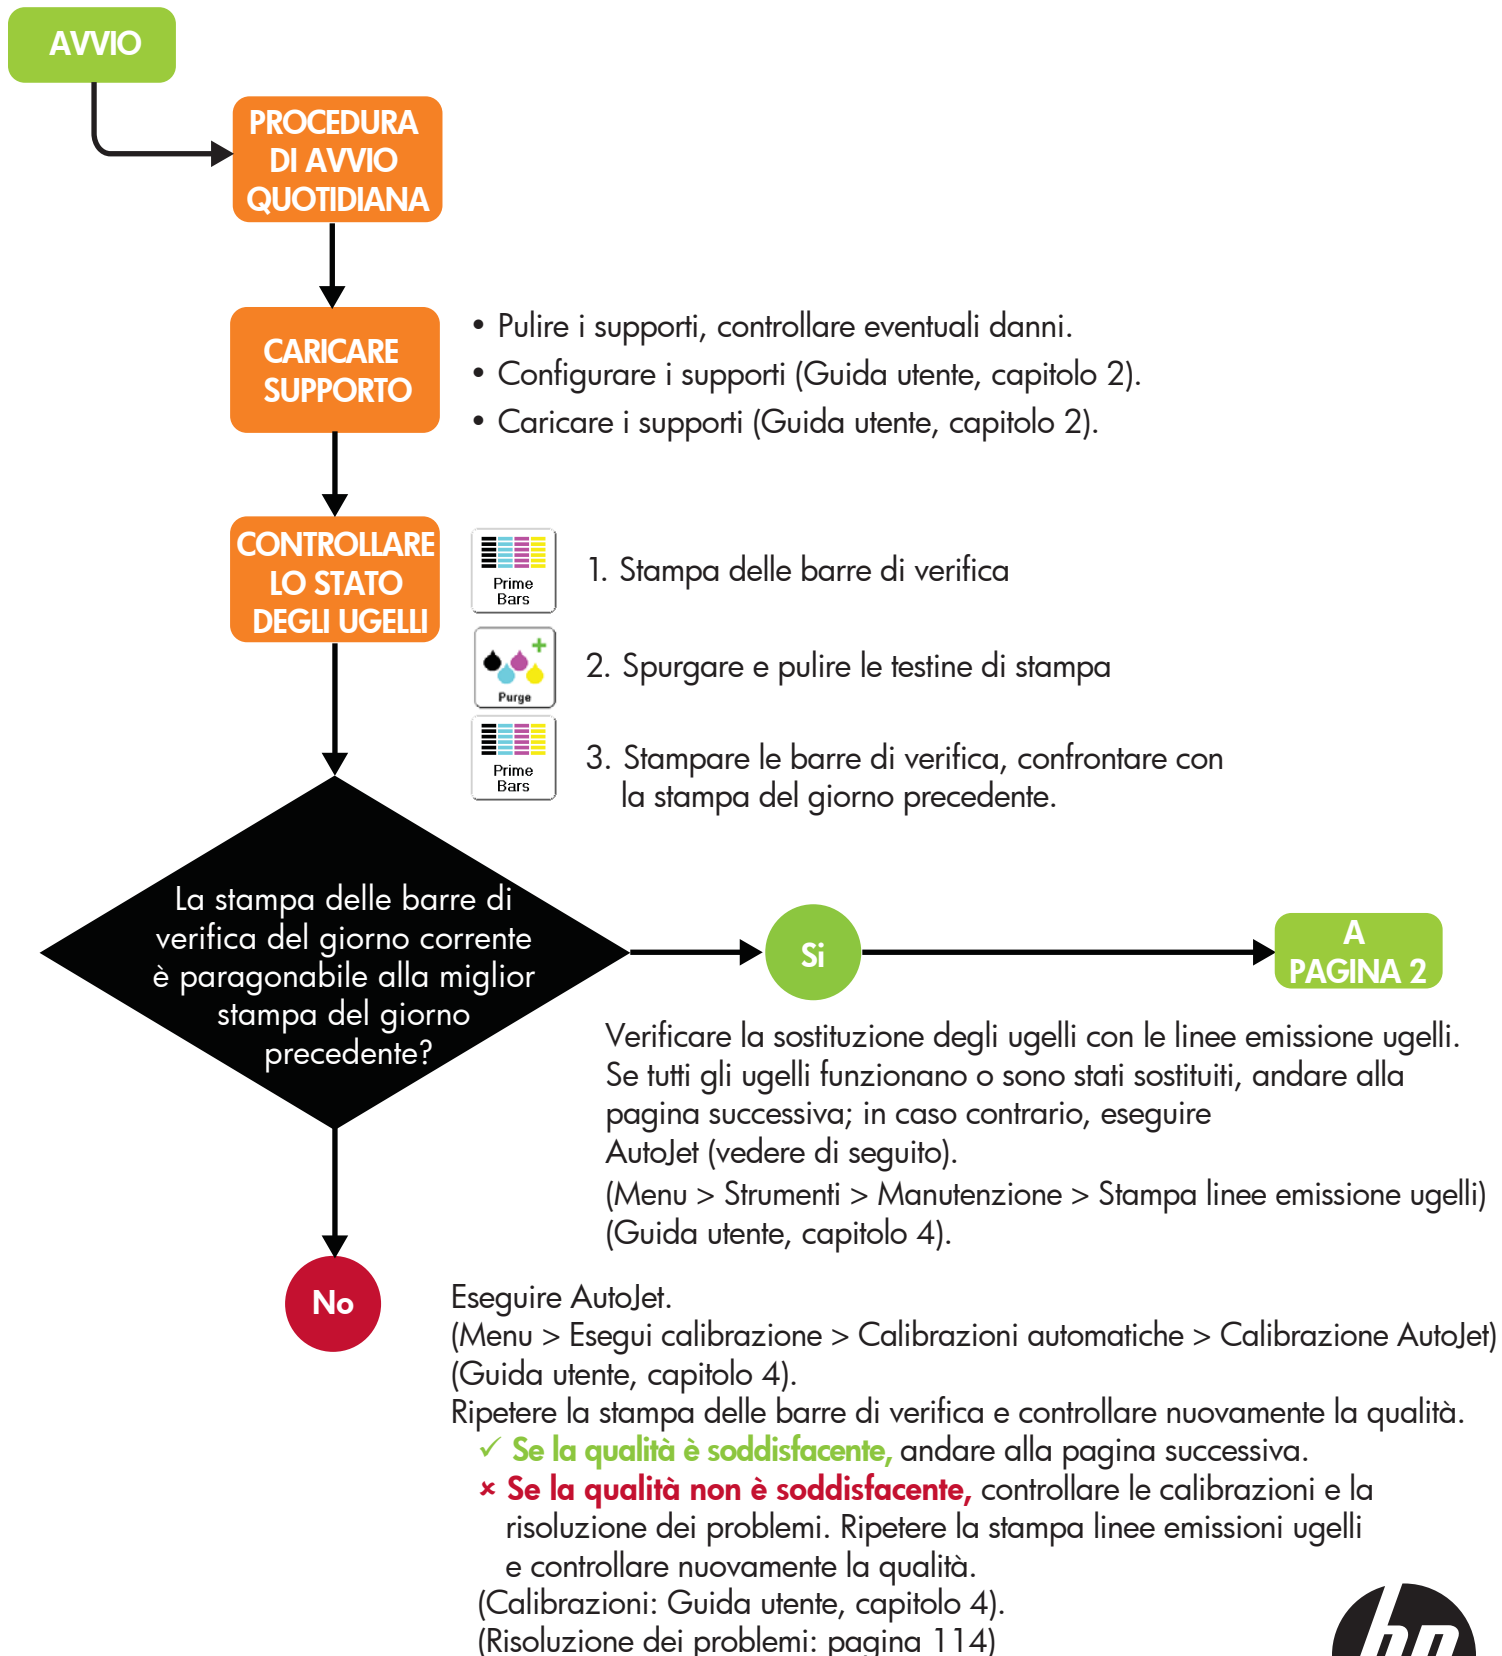 AVVIO
PROCEDURA
DI AVVIO
QUOTIDIANA
CARICARE
SUPPORTO
• Pulire i supporti, controllare eventuali danni.
• Configurare i supporti (Guida utente, capitolo 2).
• Caricare i supporti (Guida utente, capitolo 2).
CONTROLLARE
LO STATO
DEGLI UGELLI
Prime
Bars
1. Stampa delle barre di verifica
Purge
2. Spurgare e pulire le testine di stampa
Prime
Bars
3. Stampare le barre di verifica, confrontare con
la stampa del giorno precedente.
La stampa delle barre di
verifica del giorno corrente
è paragonabile alla miglior
stampa del giorno
precedente?
Si
A
PAGINA 2
Verificare la sostituzione degli ugelli con le linee emissione ugelli.
Se tutti gli ugelli funzionano o sono stati sostituiti, andare alla
pagina successiva; in caso contrario, eseguire
AutoJet (vedere di seguito).
(Menu > Strumenti > Manutenzione > Stampa linee emissione ugelli)
(Guida utente, capitolo 4).
No
Eseguire AutoJet.
(Menu > Esegui calibrazione > Calibrazioni automatiche > Calibrazione AutoJet)
(Guida utente, capitolo 4).
Ripetere la stampa delle barre di verifica e controllare nuovamente la qualità.
✓ Se la qualità è soddisfacente, andare alla pagina successiva.
× Se la qualità non è soddisfacente, controllare le calibrazioni e la
risoluzione dei problemi. Ripetere la stampa linee emissioni ugelli
e controllare nuovamente la qualità.
(Calibrazioni: Guida utente, capitolo 4).
(Risoluzione dei problemi: pagina 114)
hp